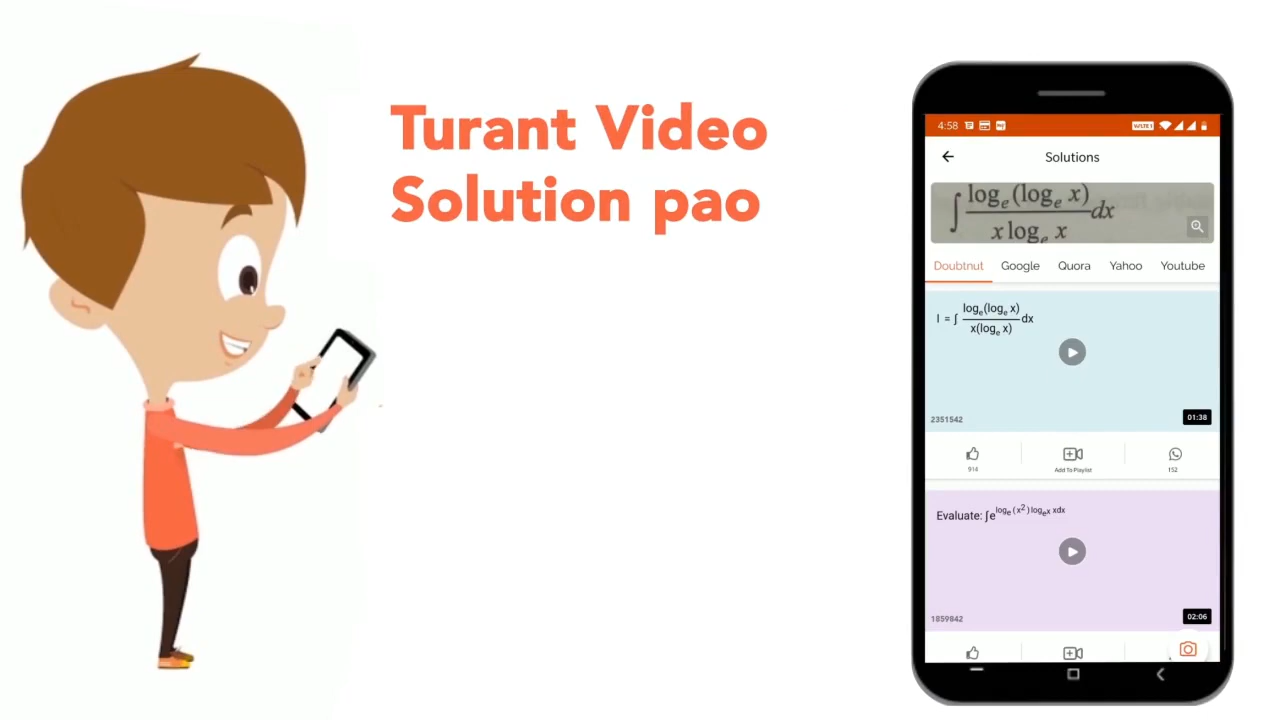 Turant Video
Solution pao
4:58
VoLTE1
Solutions
∫ logₑ(logₑ x) / x logₑ x dx
Doubtnut Google Quora Yahoo Youtube
I = ∫ logₑ(logₑ x) / x(logₑ x) dx
2351542
01:38
914
Add To Playlist
152
Evaluate: ∫e^logₑ(x²)logₑx xdx
1859842
02:06